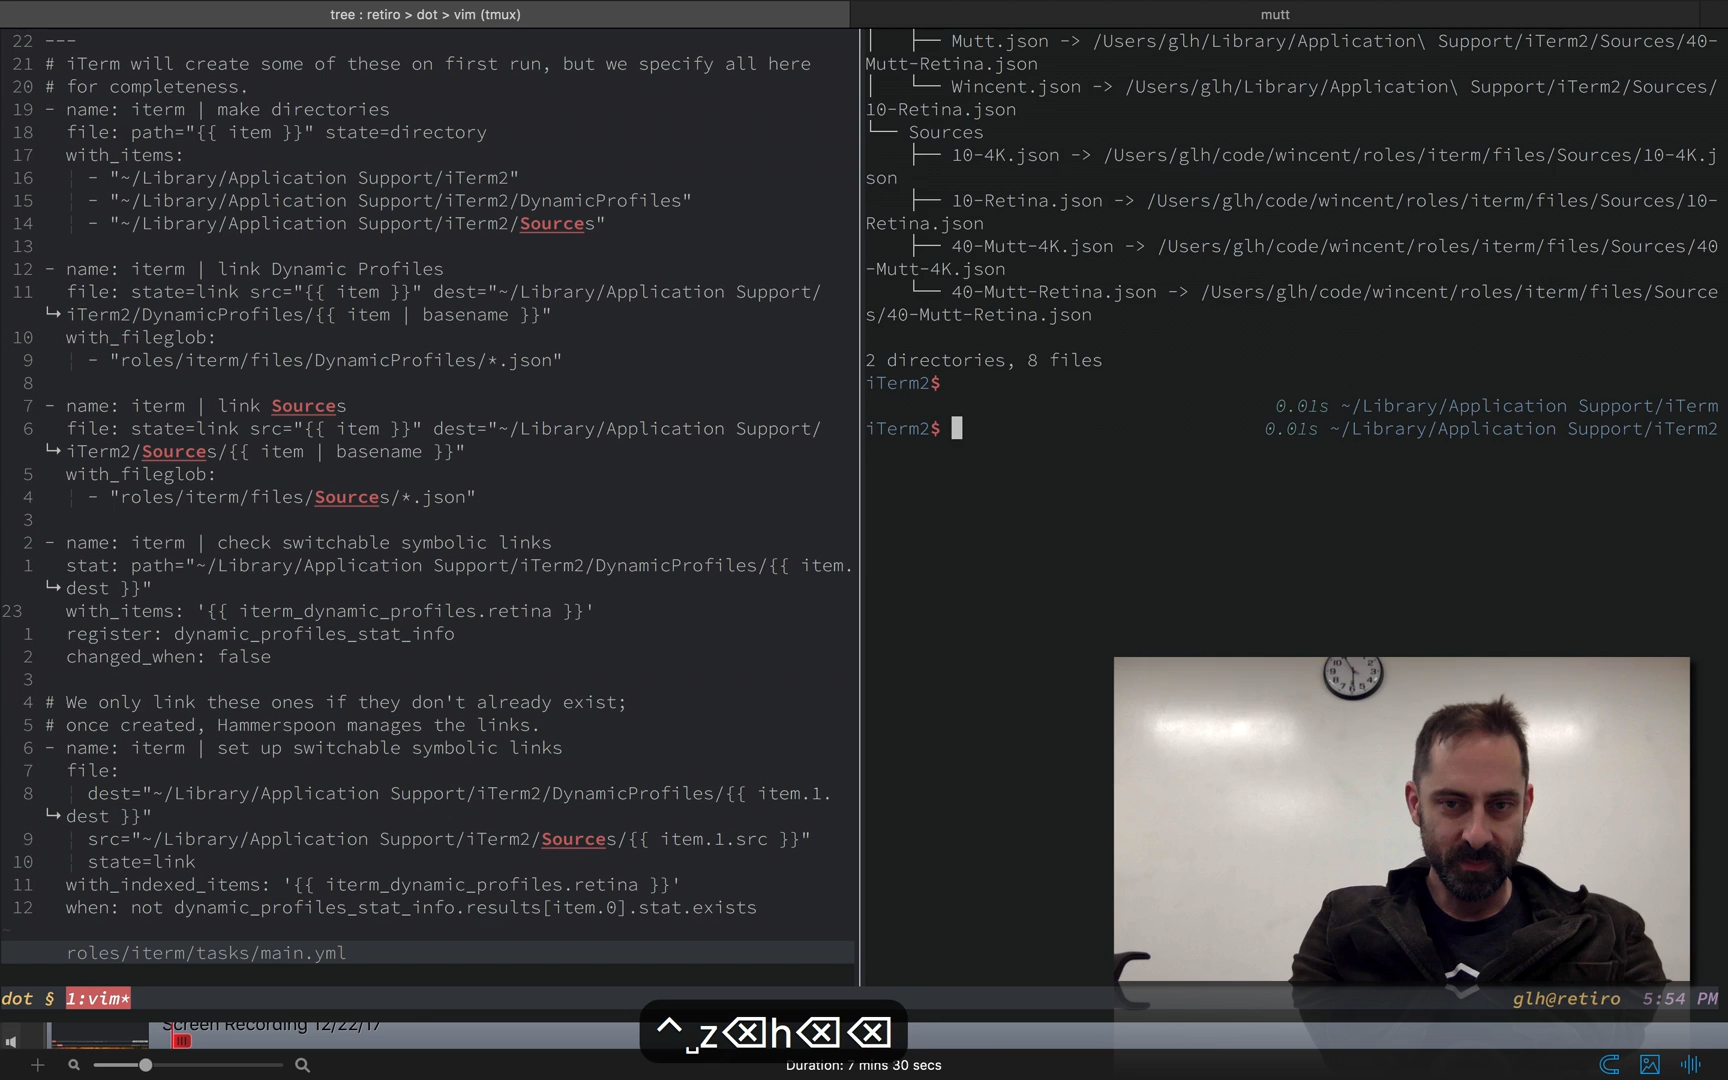 tree : retiro > dot > vim (tmux)
mutt
22 ---
21 # iTerm will create some of these on first run, but we specify all here
20 # for completeness.
19 - name: iterm | make directories
18   file: path="{{ item }}" state=directory
17   with_items:
16     - "~/Library/Application Support/iTerm2"
15     - "~/Library/Application Support/iTerm2/DynamicProfiles"
14     - "~/Library/Application Support/iTerm2/Sources"
13
12 - name: iterm | link Dynamic Profiles
11   file: state=link src="{{ item }}" dest="~/Library/Application Support/
↳ iTerm2/DynamicProfiles/{{ item | basename }}"
10   with_fileglob:
9     - "roles/iterm/files/DynamicProfiles/*.json"
8
7 - name: iterm | link Sources
6   file: state=link src="{{ item }}" dest="~/Library/Application Support/
↳ iTerm2/Sources/{{ item | basename }}"
5   with_fileglob:
4     - "roles/iterm/files/Sources/*.json"
3
2 - name: iterm | check switchable symbolic links
1   stat: path="~/Library/Application Support/iTerm2/DynamicProfiles/{{ item.
↳ dest }}"
23   with_items: '{{ iterm_dynamic_profiles.retina }}'
1   register: dynamic_profiles_stat_info
2   changed_when: false
3
4 # We only link these ones if they don't already exist;
5 # once created, Hammerspoon manages the links.
6 - name: iterm | set up switchable symbolic links
7   file:
8     dest="~/Library/Application Support/iTerm2/DynamicProfiles/{{ item.1.
↳ dest }}"
9     src="~/Library/Application Support/iTerm2/Sources/{{ item.1.src }}"
10     state=link
11   with_indexed_items: '{{ iterm_dynamic_profiles.retina }}'
12   when: not dynamic_profiles_stat_info.results[item.0].stat.exists
~
roles/iterm/tasks/main.yml
│   ├── Mutt.json -> /Users/glh/Library/Application\ Support/iTerm2/Sources/40-
Mutt-Retina.json
│   └── Wincent.json -> /Users/glh/Library/Application\ Support/iTerm2/Sources/
10-Retina.json
└── Sources
    ├── 10-4K.json -> /Users/glh/code/wincent/roles/iterm/files/Sources/10-4K.j
son
    ├── 10-Retina.json -> /Users/glh/code/wincent/roles/iterm/files/Sources/10-
Retina.json
    ├── 40-Mutt-4K.json -> /Users/glh/code/wincent/roles/iterm/files/Sources/40
-Mutt-4K.json
    └── 40-Mutt-Retina.json -> /Users/glh/code/wincent/roles/iterm/files/Source
s/40-Mutt-Retina.json
2 directories, 8 files
iTerm2$
0.01s ~/Library/Application Support/iTerm
iTerm2$ 0.01s ~/Library/Application Support/iTerm2
dot § 1:vim*
glh@retiro 5:54 PM
Screen Recording 12/22/17
^␣z⌫h⌫⌫
Duration: 7 mins 30 secs